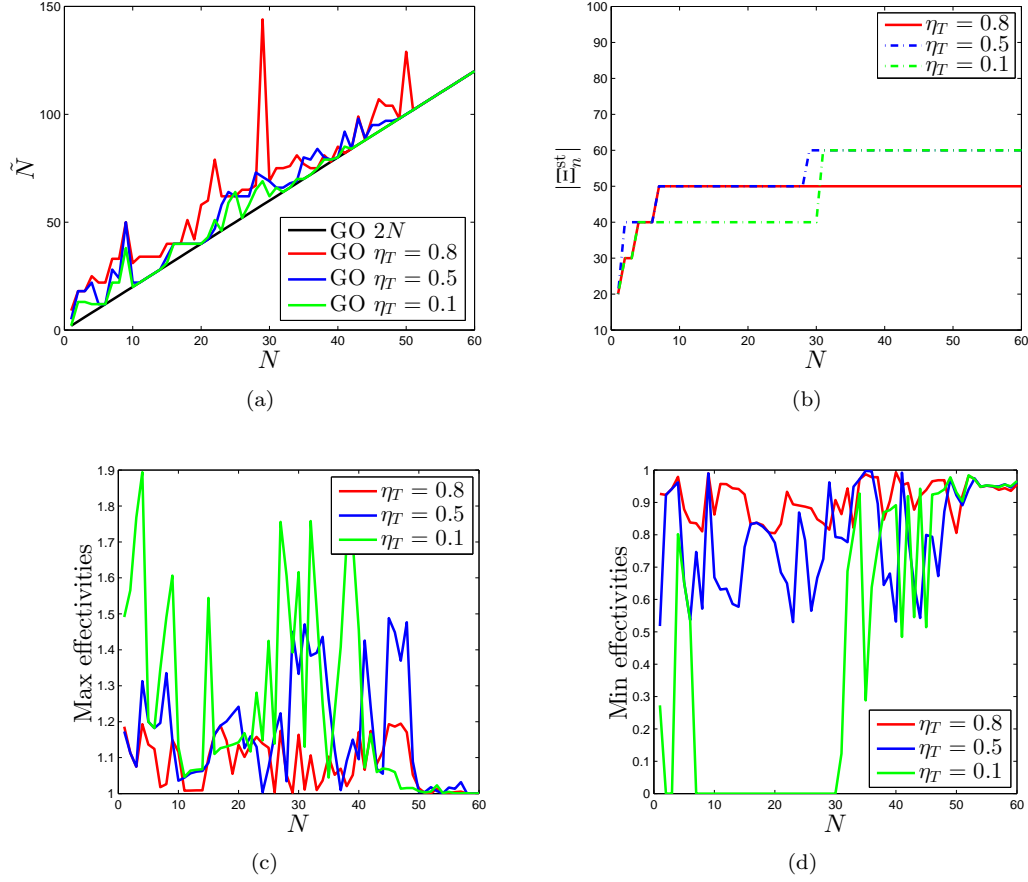 150
100
50
0
Ñ
0 10 20 30 40 50 60
N
GO 2N
GO η_T = 0.8
GO η_T = 0.5
GO η_T = 0.1
(a)
100
90
80
70
60
50
40
30
20
10
|Ξ_n^st|
0 10 20 30 40 50 60
N
η_T = 0.8
η_T = 0.5
η_T = 0.1
(b)
1.9
1.8
1.7
1.6
1.5
1.4
1.3
1.2
1.1
1
Max effectivities
0 10 20 30 40 50 60
N
η_T = 0.8
η_T = 0.5
η_T = 0.1
(c)
1
0.9
0.8
0.7
0.6
0.5
0.4
0.3
0.2
0.1
0
Min effectivities
0 10 20 30 40 50 60
N
η_T = 0.8
η_T = 0.5
η_T = 0.1
(d)